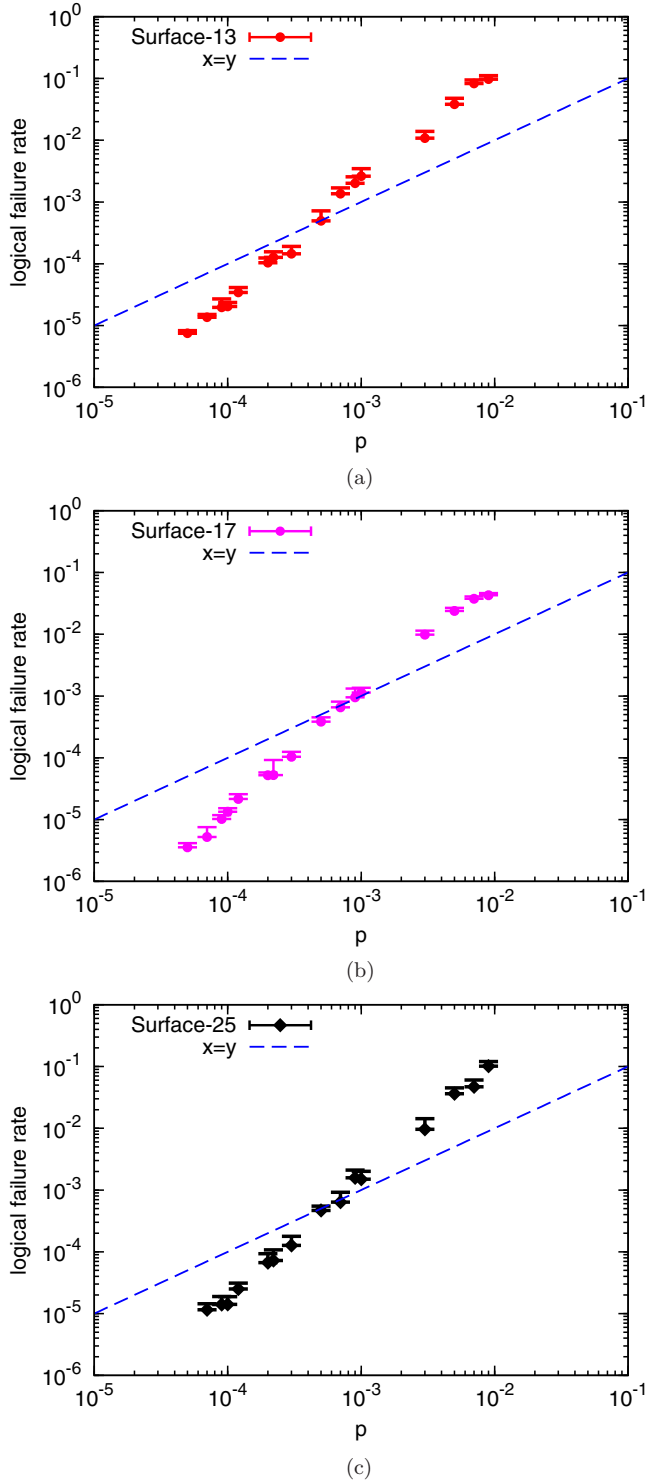 10^0
10^-1
10^-2
10^-3
10^-4
10^-5
10^-6
logical failure rate
Surface-13
x=y
10^-5 10^-4 10^-3 10^-2 10^-1
p
(a)
10^0
10^-1
10^-2
10^-3
10^-4
10^-5
10^-6
logical failure rate
Surface-17
x=y
10^-5 10^-4 10^-3 10^-2 10^-1
p
(b)
10^0
10^-1
10^-2
10^-3
10^-4
10^-5
10^-6
logical failure rate
Surface-25
x=y
10^-5 10^-4 10^-3 10^-2 10^-1
p
(c)